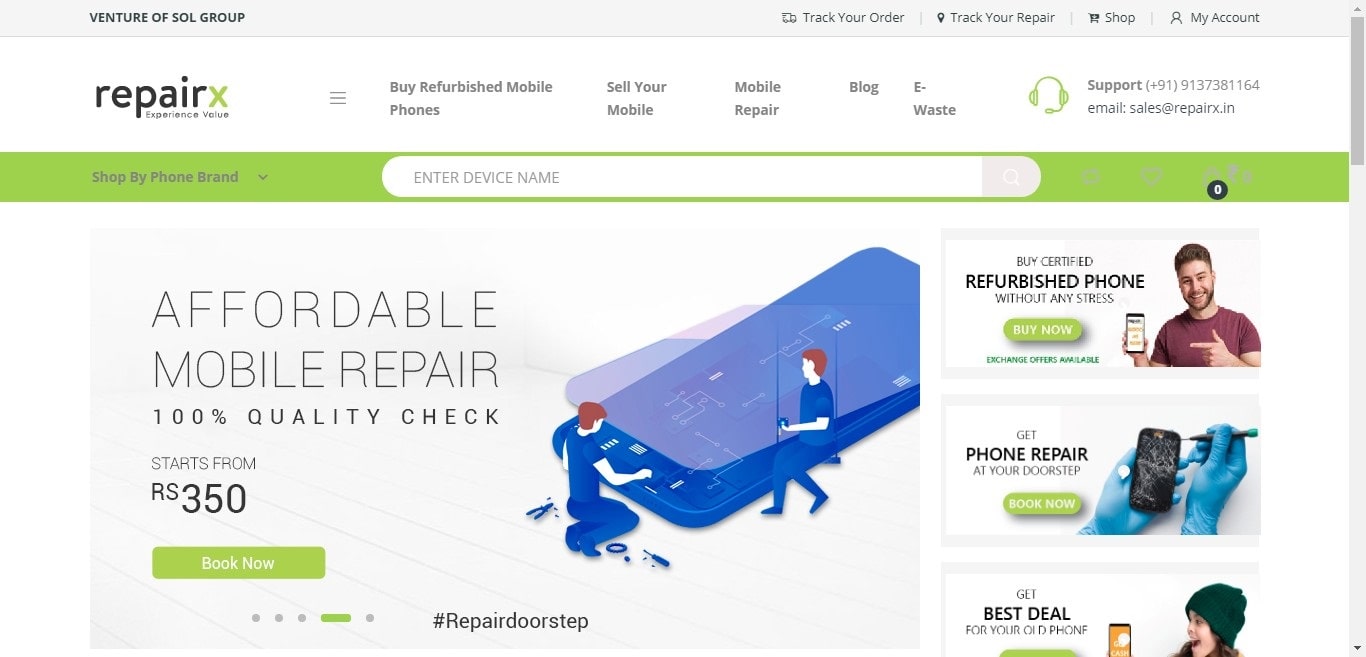 VENTURE OF SOL GROUP
Track Your Order | Track Your Repair | Shop | My Account
repairx
Experience Value
Buy Refurbished Mobile Phones
Sell Your Mobile
Mobile Repair
Blog
E-Waste
Support (+91) 9137381164
email: sales@repairx.in
Shop By Phone Brand
ENTER DEVICE NAME
0
₹ 0
AFFORDABLE
MOBILE REPAIR
100% QUALITY CHECK
STARTS FROM
RS350
Book Now
#Repairdoorstep
BUY CERTIFIED
REFURBISHED PHONE
WITHOUT ANY STRESS
BUY NOW
EXCHANGE OFFERS AVAILABLE
GET
PHONE REPAIR
AT YOUR DOORSTEP
BOOK NOW
GET
BEST DEAL
FOR YOUR OLD PHONE
CASH